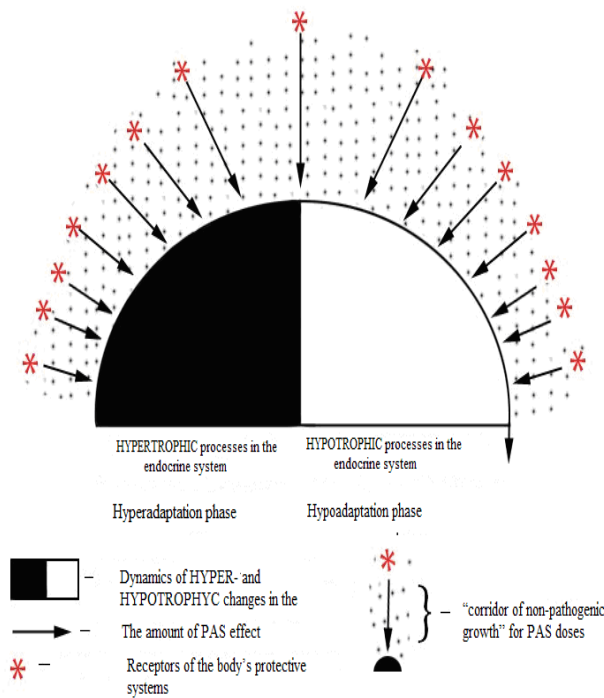 HYPERTROPHIC processes in the
endocrine system
HYPOTROPHIC processes in the
endocrine system
Hyperadaptation phase
Hypoadaptation phase
– Dynamics of HYPER- and
HYPOTROPHYC changes in the
– The amount of PAS effect
– Receptors of the body’s protective
systems
– “corridor of non-pathogenic
growth” for PAS doses